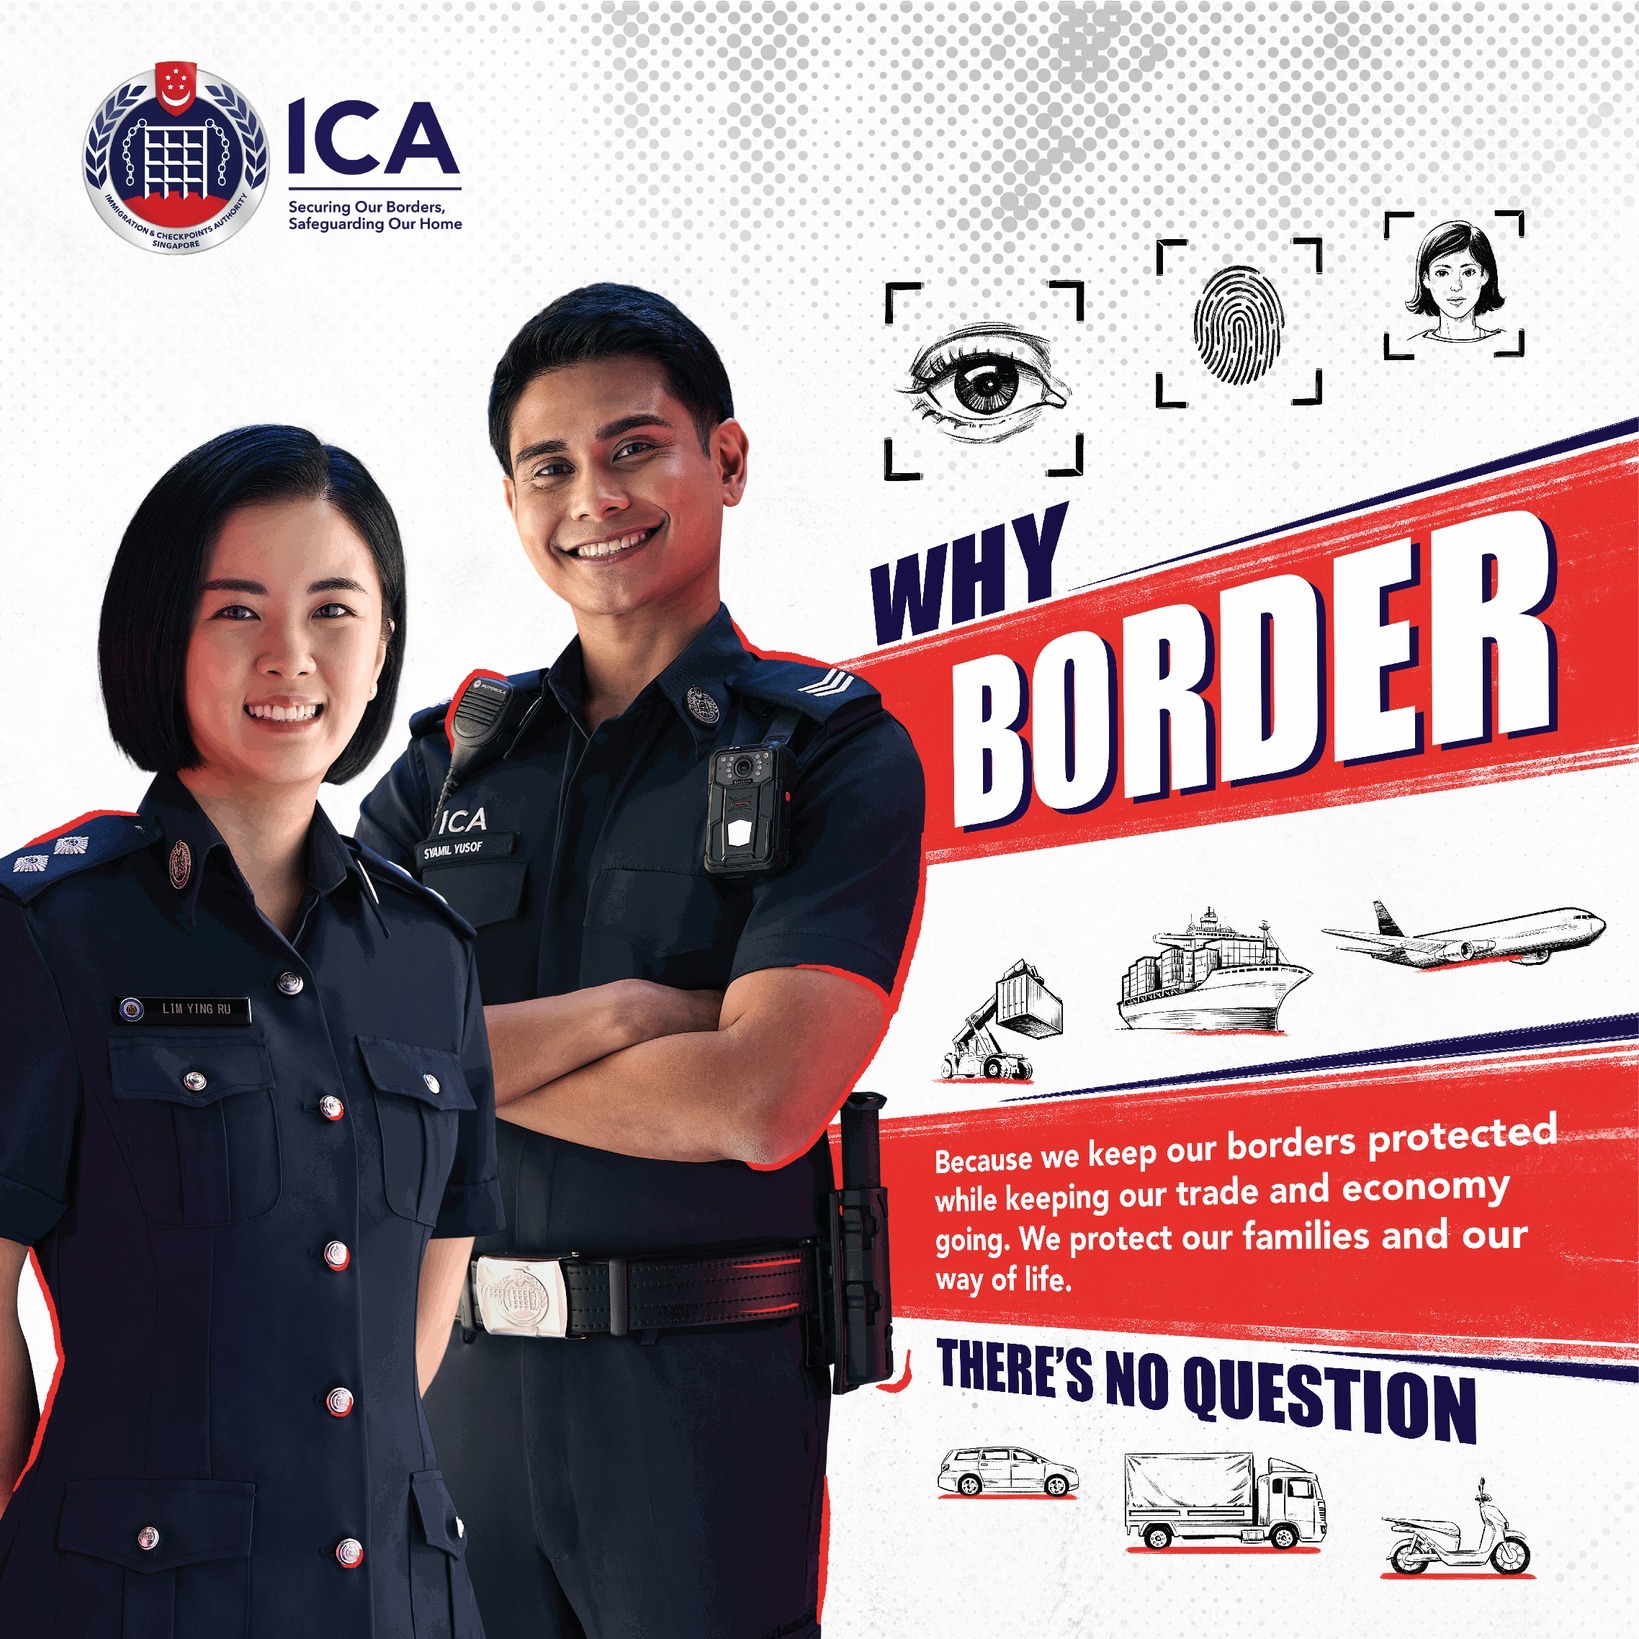 ICA
Securing Our Borders,
Safeguarding Our Home
IMMIGRATION & CHECKPOINTS AUTHORITY
SINGAPORE
WHY
BORDER
MOTOROLA
ICA
SYAMIL YUSOF
LIM YING RU
Because we keep our borders protected
while keeping our trade and economy
going. We protect our families and our
way of life.
THERE'S NO QUESTION